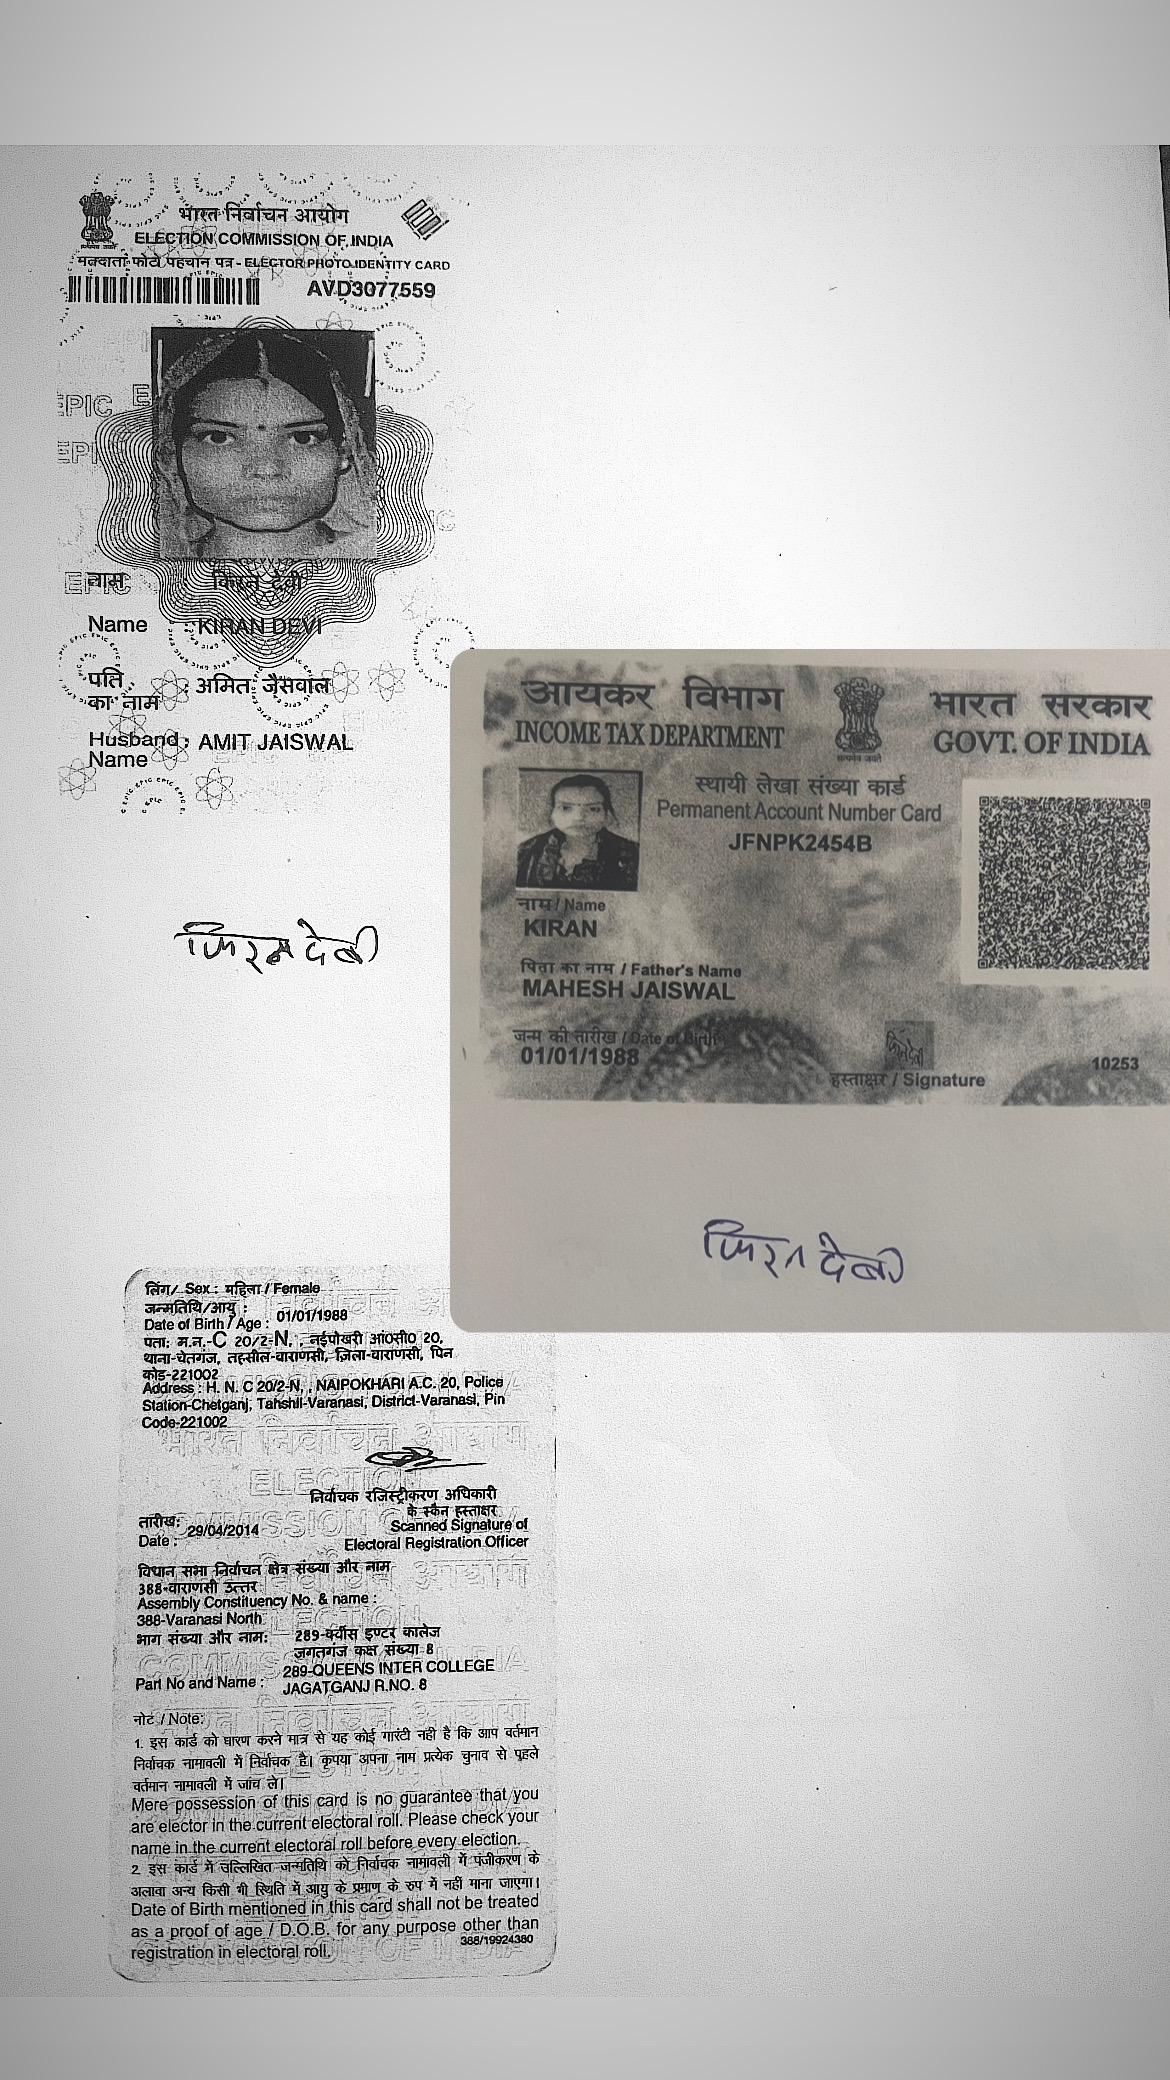 भारत निर्वाचन आयोग
ELECTION COMMISSION OF INDIA
मतदाता फोटो पहचान पत्र - ELECTOR PHOTO IDENTITY CARD
AVD3077559
नाम : किरन देवी
Name : KIRAN DEVI
पति
का नाम : अमित जैसवाल
Husband
Name : AMIT JAISWAL
किरन देवी
आयकर विभाग
INCOME TAX DEPARTMENT
भारत सरकार
GOVT. OF INDIA
स्थायी लेखा संख्या कार्ड
Permanent Account Number Card
JFNPK2454B
नाम / Name
KIRAN
पिता का नाम / Father's Name
MAHESH JAISWAL
जन्म की तारीख / Date of Birth
01/01/1988
हस्ताक्षर / Signature
10253
किरन देवी
लिंग/ Sex : महिला / Female
जन्मतिथि/आयु :
Date of Birth / Age : 01/01/1988
पता: म.न.-C 20/2-N, , नईपोखरी आ0सी0 20,
थाना-चेतगंज, तहसील-वाराणसी, ज़िला-वाराणसी, पिन
कोड-221002
Address : H. N. C 20/2-N, , NAIPOKHARI A.C. 20, Police
Station-Chetganj, Tahshil-Varanasi, District-Varanasi, Pin
Code-221002
निर्वाचक रजिस्ट्रीकरण अधिकारी
के स्कैन हस्ताक्षर
तारीख:
Date : 29/04/2014
Scanned Signature of
Electoral Registration Officer
विधान सभा निर्वाचन क्षेत्र संख्या और नाम
388-वाराणसी उत्तर
Assembly Constituency No. & name :
388-Varanasi North
भाग संख्या और नाम: 289-क्वींस इण्टर कालेज
जगतगंज कक्ष संख्या 8
Part No and Name : 289-QUEENS INTER COLLEGE
JAGATGANJ R.NO. 8
नोट / Note:
1. इस कार्ड को धारण करने मात्र से यह कोई गारंटी नही है कि आप वर्तमान
निर्वाचक नामावली में निर्वाचक है। कृपया अपना नाम प्रत्येक चुनाव से पूहले
वर्तमान नामावली में जांच ले।
Mere possession of this card is no guarantee that you
are elector in the current electoral roll. Please check your
name in the current electoral roll before every election.
2. इस कार्ड में उल्लिखित जन्मतिथि को निर्वाचक नामावली में पंजीकरण के
अलावा अन्य किसी भी स्थिति में आयु के प्रमाण के रुप में नहीं माना जाएगा।
Date of Birth mentioned in this card shall not be treated
as a proof of age / D.O.B. for any purpose other than
registration in electoral roll.
388/19924380